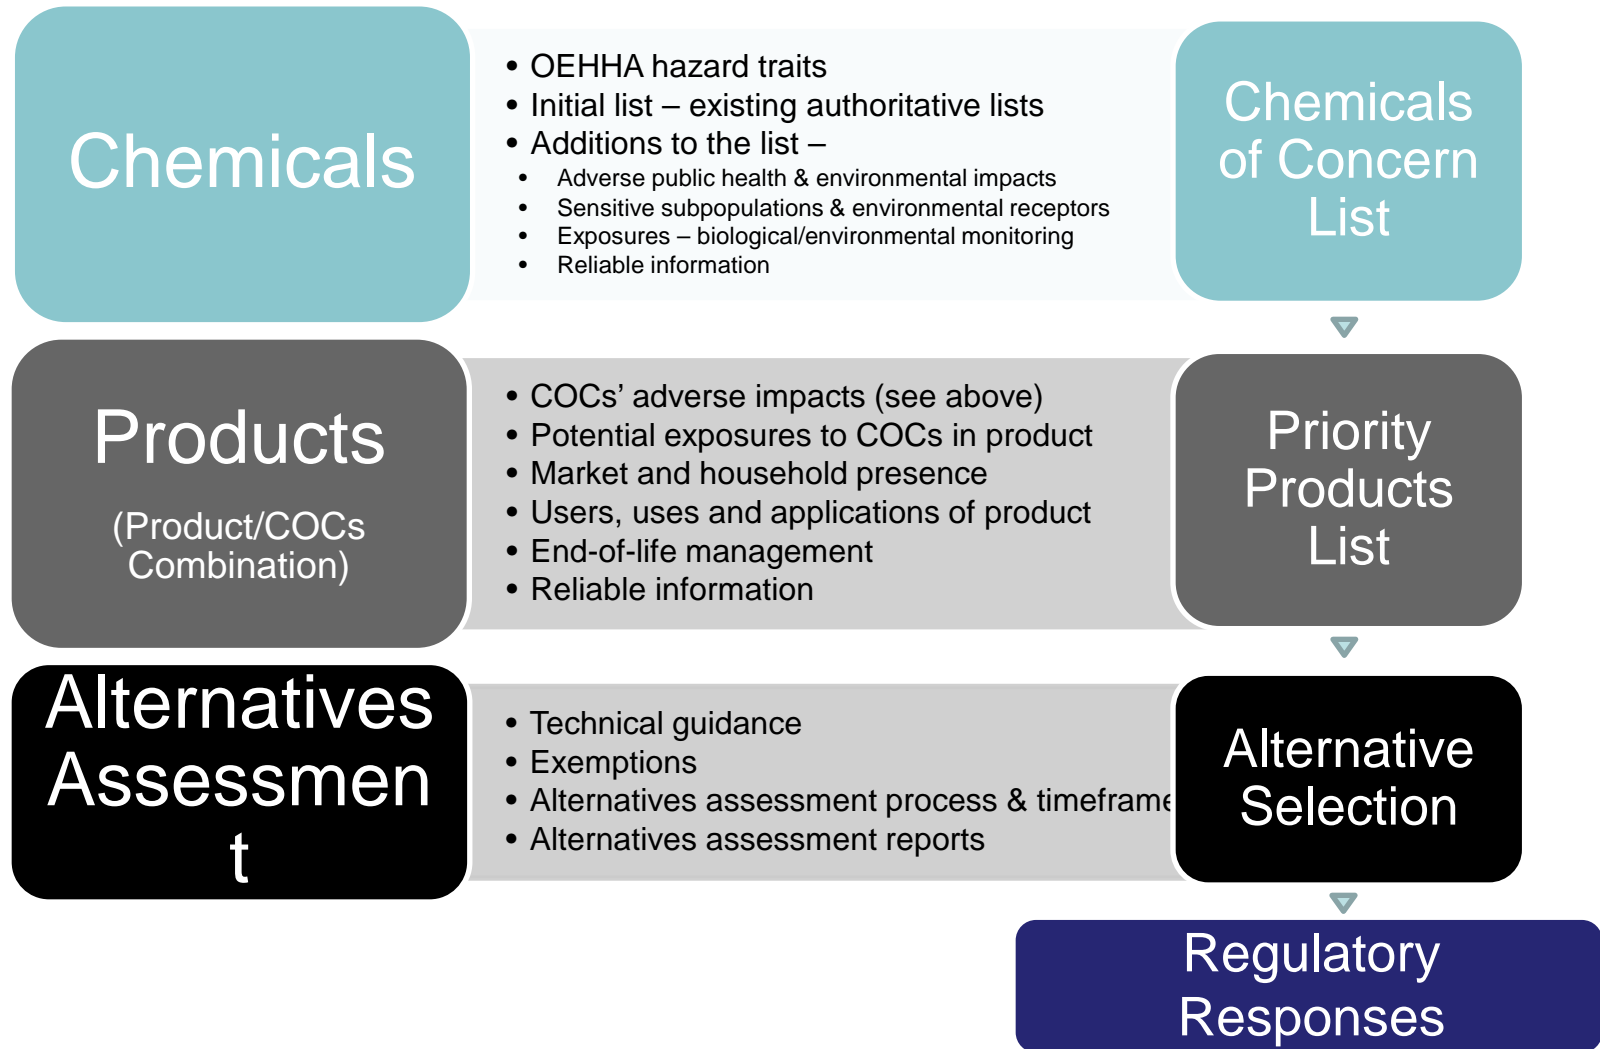 Chemicals
• OEHHA hazard traits
• Initial list – existing authoritative lists
• Additions to the list –
• Adverse public health & environmental impacts
• Sensitive subpopulations & environmental receptors
• Exposures – biological/environmental monitoring
• Reliable information
Chemicals
of Concern
List
Products
(Product/COCs
Combination)
• COCs’ adverse impacts (see above)
• Potential exposures to COCs in product
• Market and household presence
• Users, uses and applications of product
• End-of-life management
• Reliable information
Priority
Products
List
Alternatives
Assessmen
t
• Technical guidance
• Exemptions
• Alternatives assessment process & timeframe
• Alternatives assessment reports
Alternative
Selection
Regulatory
Responses